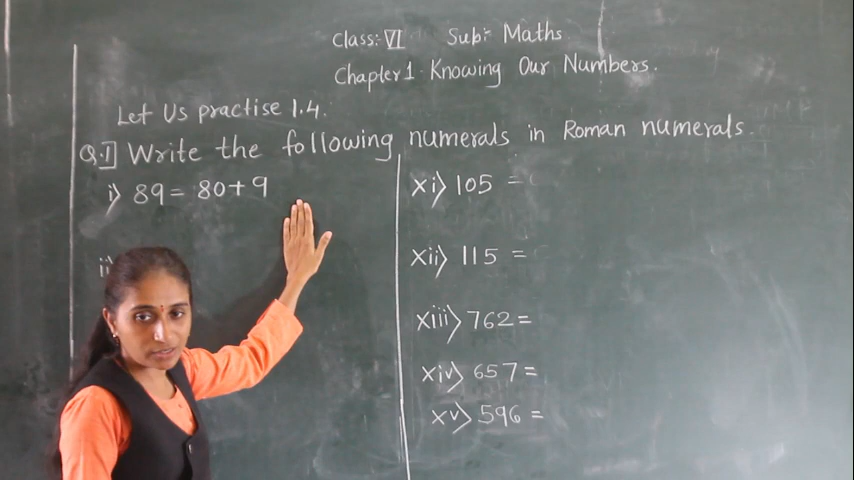 Class: VI Sub:- Maths
Chapter 1. Knowing Our Numbers.
Let Us practise 1.4.
Q.1] Write the following numerals in Roman numerals.
i) 89 = 80+9
ii)
xi) 105 =
xii) 115 =
xiii) 762 =
xiv) 657 =
xv) 596 =